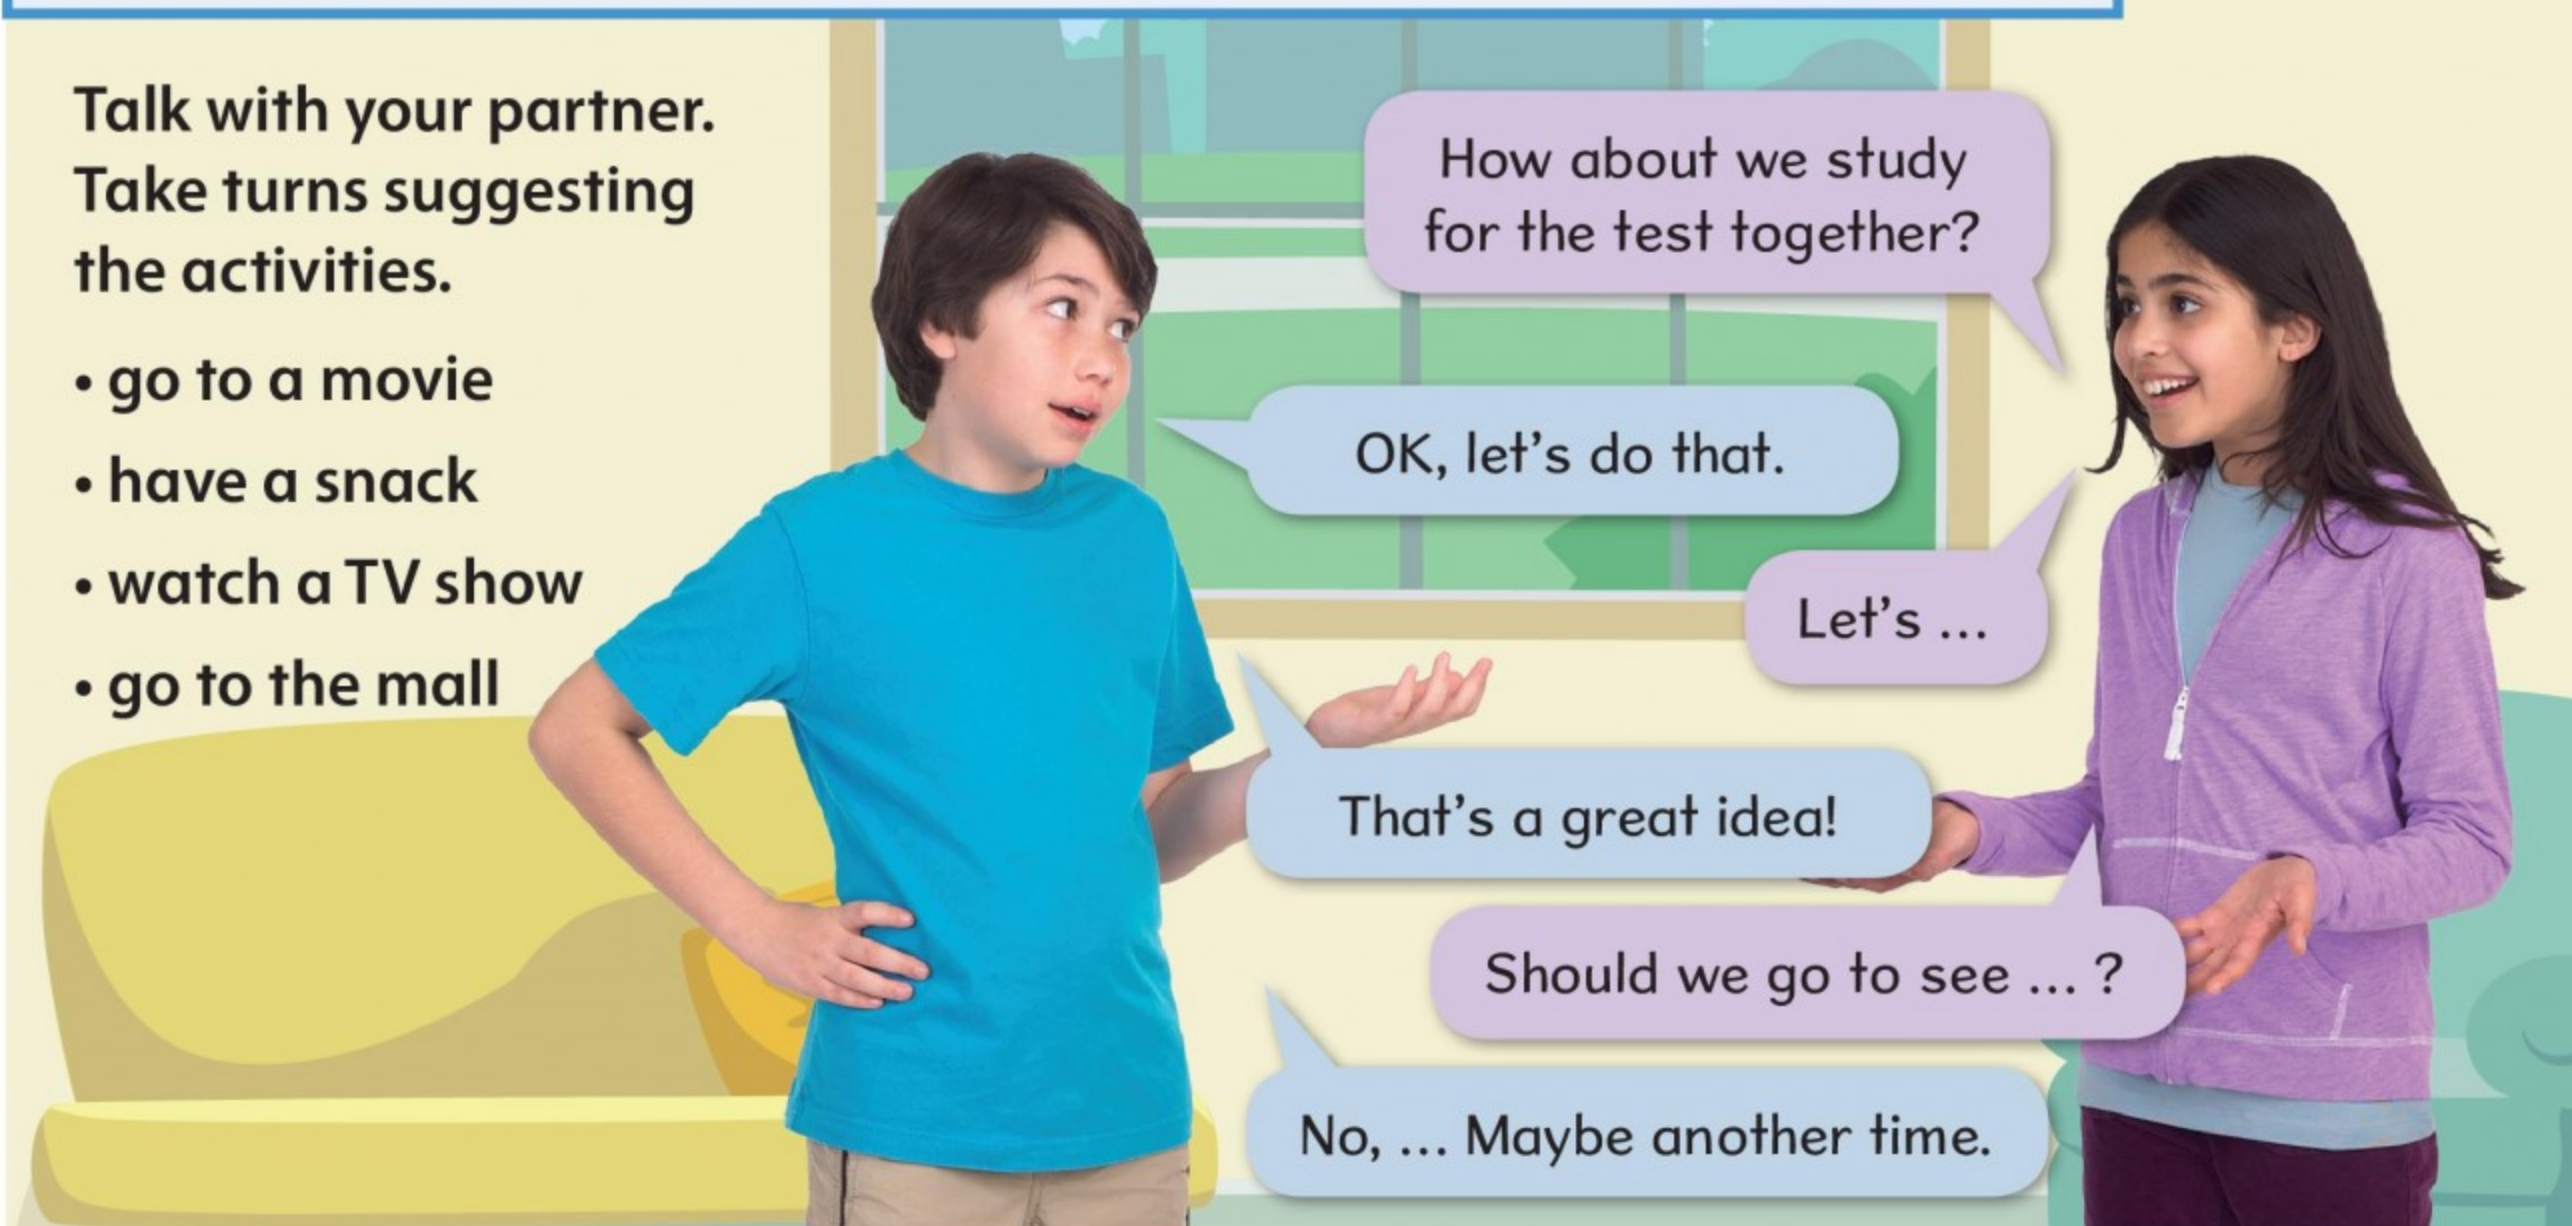 Talk with your partner.
Take turns suggesting
the activities.
• go to a movie
• have a snack
• watch a TV show
• go to the mall
How about we study
for the test together?
OK, let's do that.
Let's ...
That's a great idea!
Should we go to see ... ?
No, ... Maybe another time.